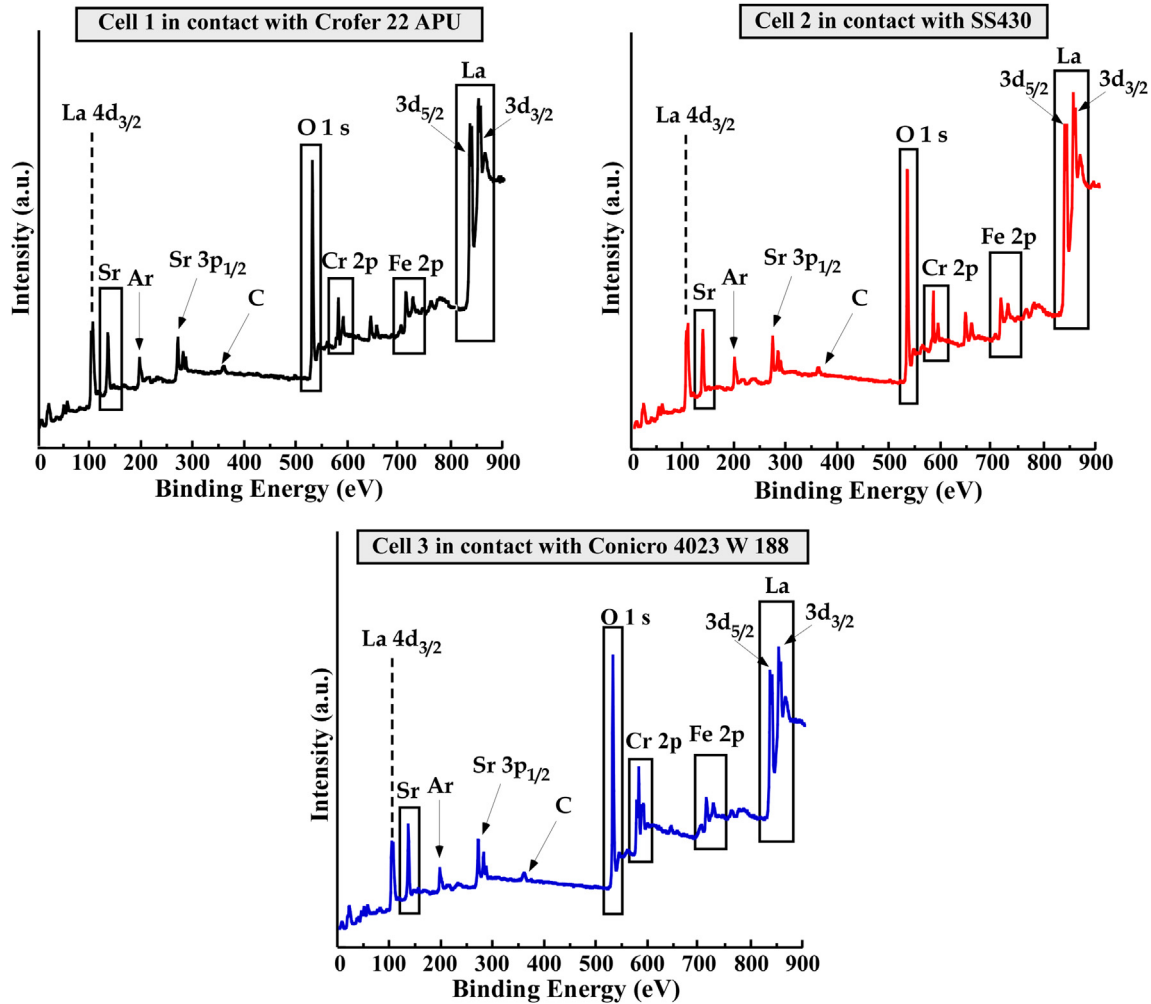 Cell 1 in contact with Crofer 22 APU
La
3d5/2
3d3/2
La 4d3/2
O 1 s
Sr
Ar
Sr 3p1/2
C
Cr 2p
Fe 2p
Intensity (a.u.)
0 100 200 300 400 500 600 700 800 900
Binding Energy (eV)
Cell 2 in contact with SS430
La
3d5/2
3d3/2
La 4d3/2
O 1 s
Sr
Ar
Sr 3p1/2
C
Cr 2p
Fe 2p
Intensity (a.u.)
0 100 200 300 400 500 600 700 800 900
Binding Energy (eV)
Cell 3 in contact with Conicro 4023 W 188
La
3d5/2
3d3/2
La 4d3/2
O 1 s
Sr
Ar
Sr 3p1/2
C
Cr 2p
Fe 2p
Intensity (a.u.)
0 100 200 300 400 500 600 700 800 900
Binding Energy (eV)